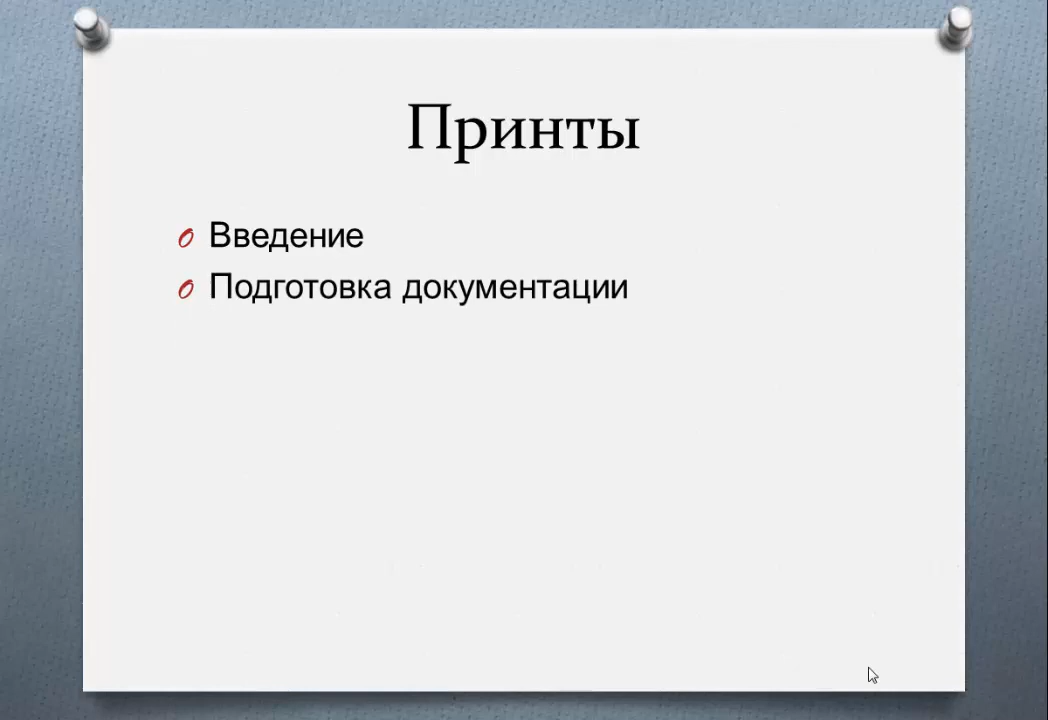 Принты
Введение
Подготовка документации